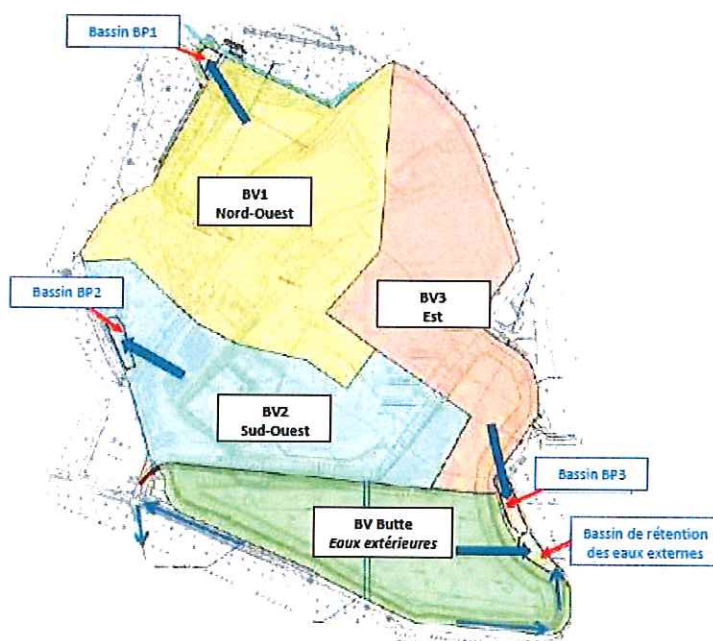 Bassin BP1
BV1
Nord-Ouest
Bassin BP2
BV3
Est
BV2
Sud-Ouest
Bassin BP3
BV Butte
Eaux extérieures
Bassin de rétention
des eaux externes